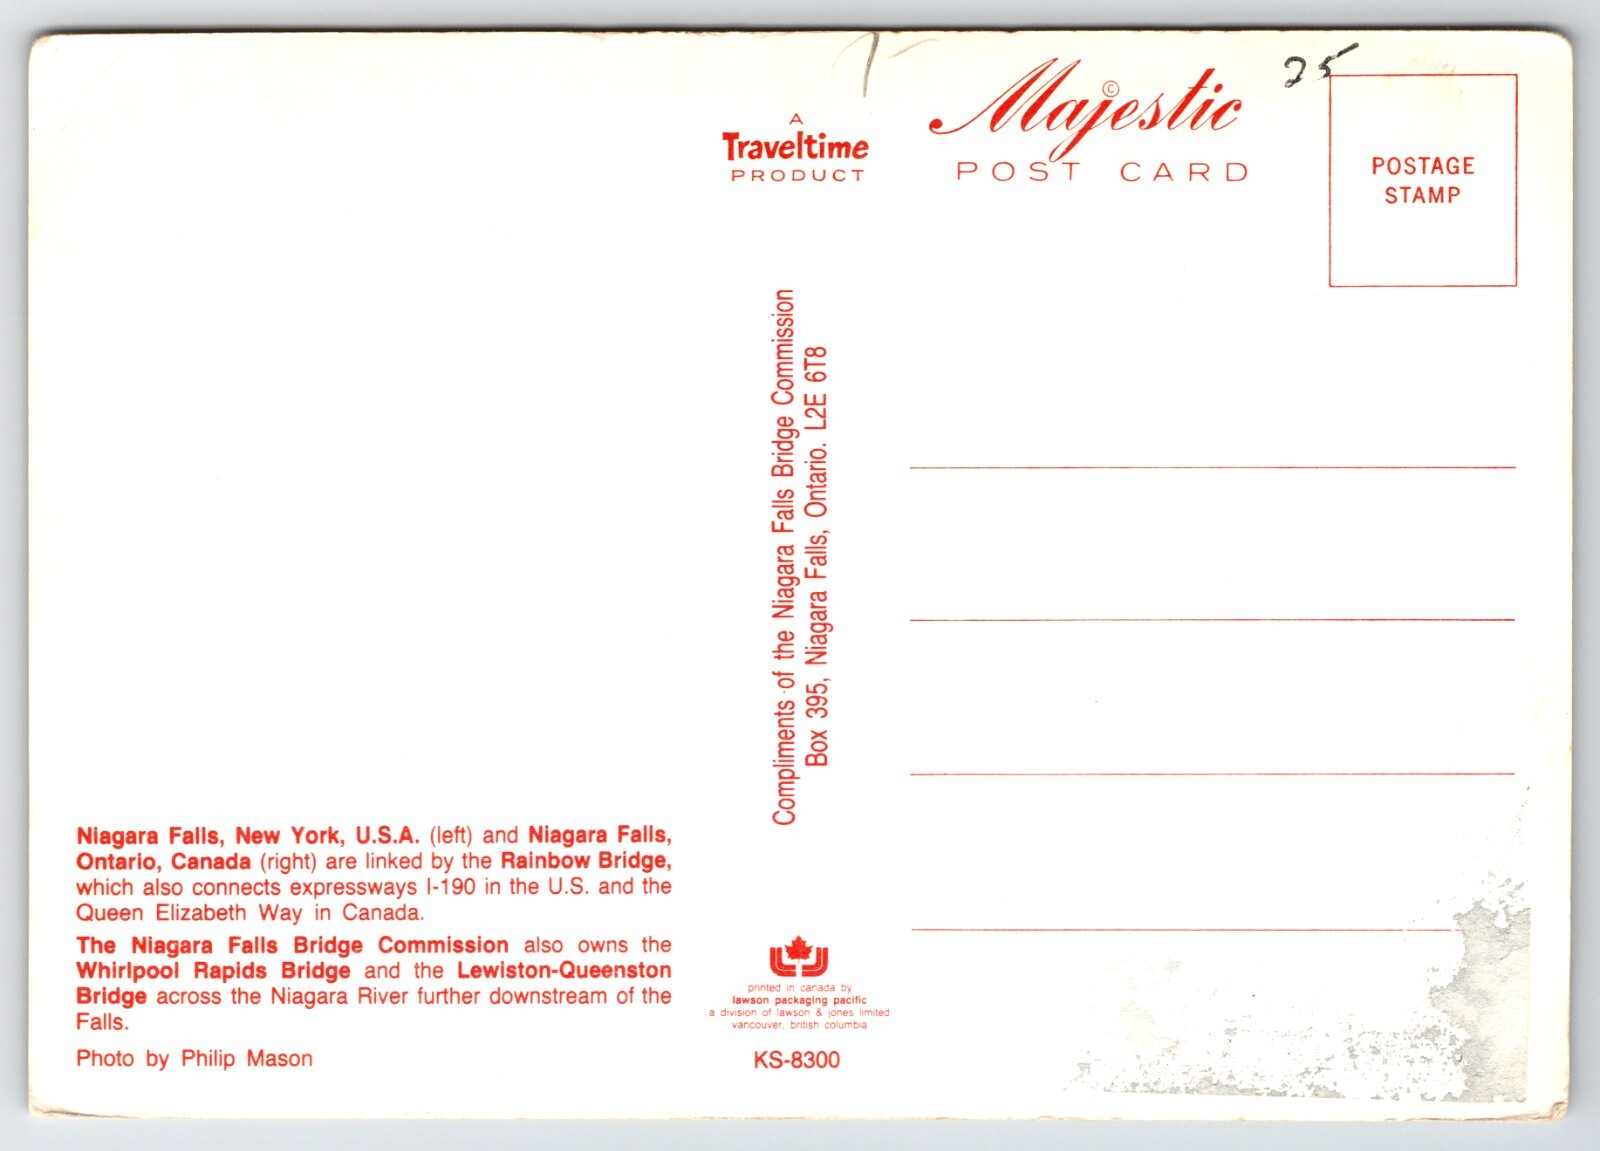 A
Traveltime
PRODUCT
Majestic ©
POST CARD
25
POSTAGE
STAMP
Compliments of the Niagara Falls Bridge Commission
Box 395, Niagara Falls, Ontario. L2E 6T8
Niagara Falls, New York, U.S.A. (left) and Niagara Falls,
Ontario, Canada (right) are linked by the Rainbow Bridge,
which also connects expressways I-190 in the U.S. and the
Queen Elizabeth Way in Canada.
The Niagara Falls Bridge Commission also owns the
Whirlpool Rapids Bridge and the Lewiston-Queenston
Bridge across the Niagara River further downstream of the
Falls.
Photo by Philip Mason
printed in canada by
lawson packaging pacific
a division of lawson & jones limited
vancouver, british columbia
KS-8300